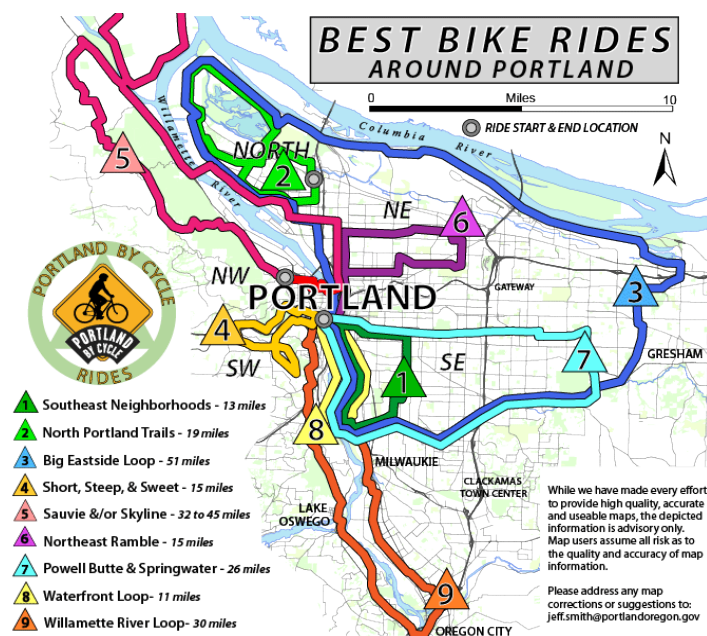 BEST BIKE RIDES
AROUND PORTLAND
0 Miles 10
RIDE START & END LOCATION
N
Willamette River
Columbia River
Willamette River
NORTH
NE
NW
PORTLAND
SW
SE
GATEWAY
GRESHAM
MILWAUKIE
CLACKAMAS
TOWN CENTER
LAKE
OSWEGO
OREGON CITY
5
2
6
3
4
1
7
8
9
PORTLAND BY CYCLE
PORTLAND
BY CYCLE
RIDES
1 Southeast Neighborhoods - 13 miles
2 North Portland Trails - 19 miles
3 Big Eastside Loop - 51 miles
4 Short, Steep, & Sweet - 15 miles
5 Sauvie &/or Skyline - 32 to 45 miles
6 Northeast Ramble - 15 miles
7 Powell Butte & Springwater - 26 miles
8 Waterfront Loop- 11 miles
9 Willamette River Loop- 30 miles
While we have made every effort
to provide high quality, accurate
and useable maps, the depicted
information is advisory only.
Map users assume all risk as to
the quality and accuracy of map
information.
Please address any map
corrections or suggestions to:
jeff.smith@portlandoregon.gov